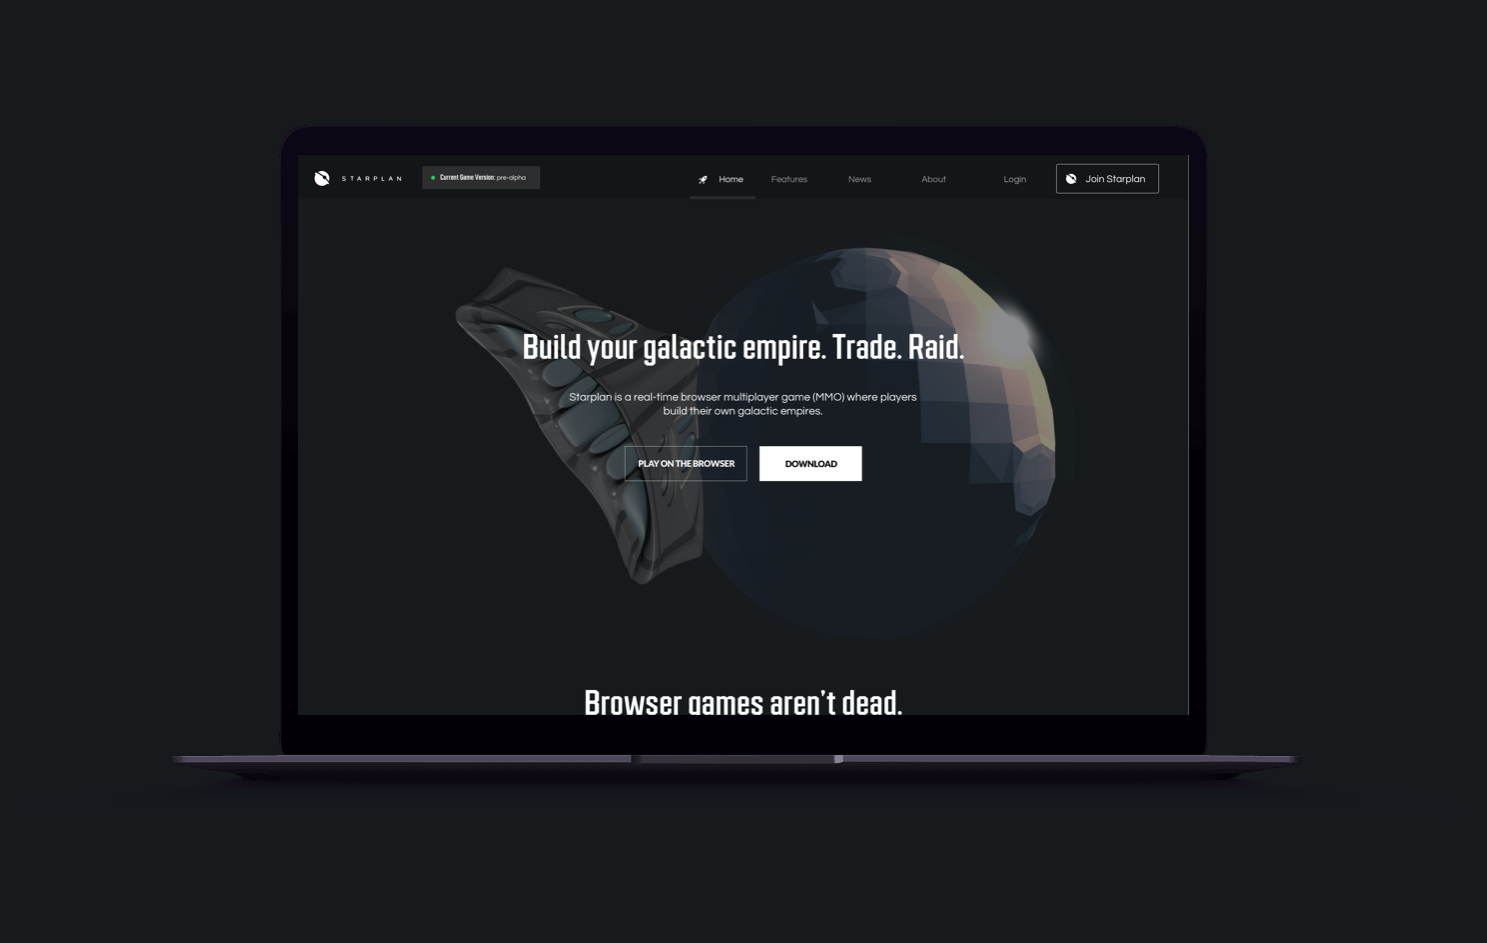 STARPLAN
Current Game Version: pre-alpha
Home
Features
News
About
Login
Join Starplan
Build your galactic empire. Trade. Raid.
Starplan is a real-time browser multiplayer game (MMO) where players
build their own galactic empires.
PLAY ON THE BROWSER
DOWNLOAD
Browser games aren't dead.